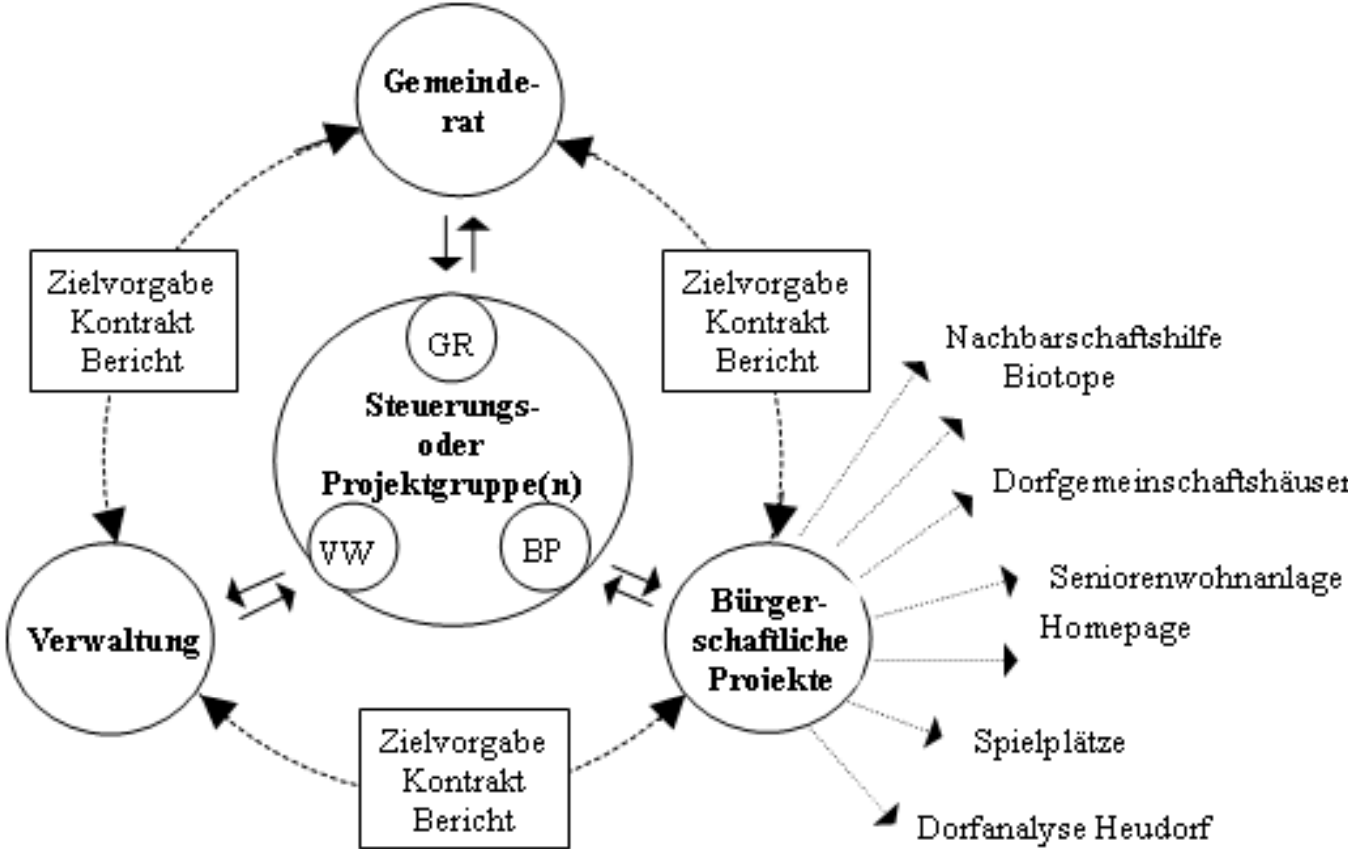 Gemeinde-
rat
Zielvorgabe
Kontrakt
Bericht
Zielvorgabe
Kontrakt
Bericht
GR
Steuerungs-
oder
Projektgruppe(n)
VW
BP
Verwaltung
Bürger-
schaftliche
Proiekte
Zielvorgabe
Kontrakt
Bericht
Nachbarschaftshilfe
Biotope
Dorfgemeinschaftshäuser
Seniorenwohnanlage
Homepage
Spielplätze
Dorfanalyse Heudorf